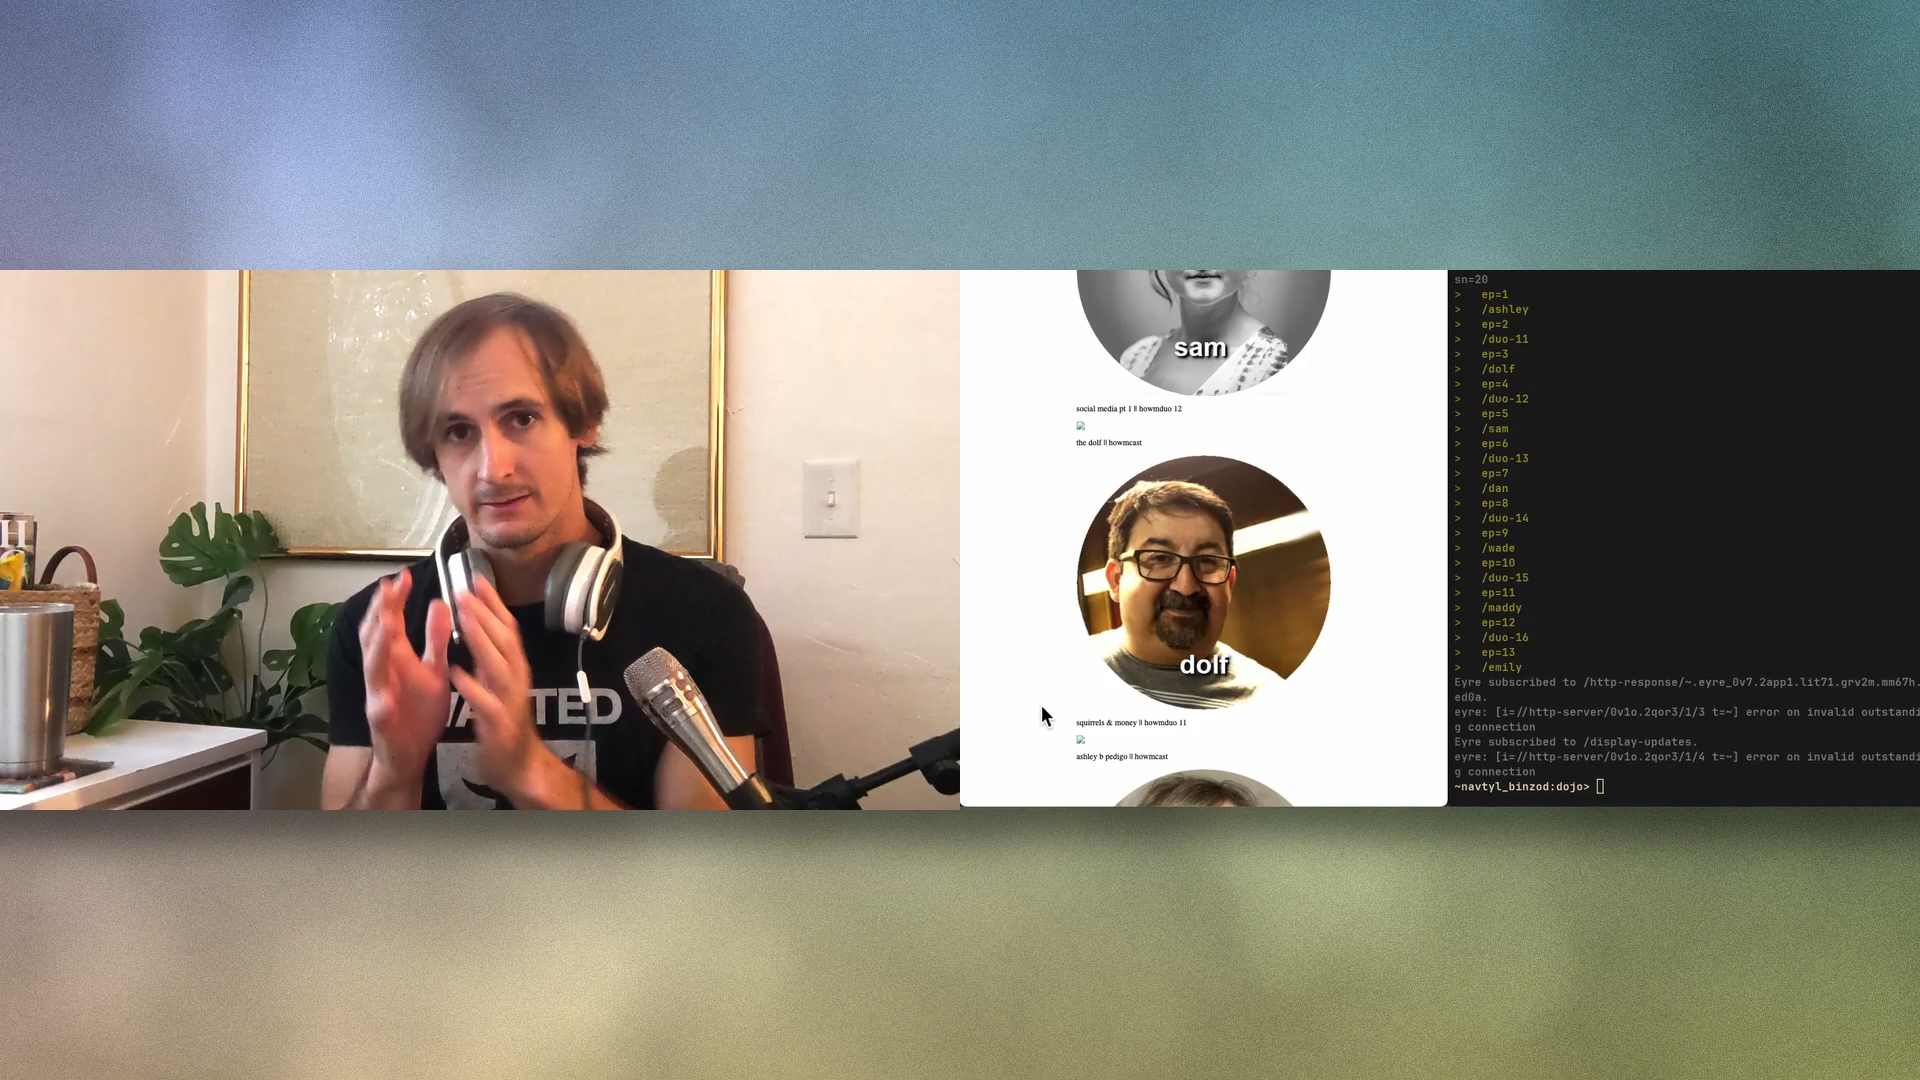 WANTED
sam
social media pt 1 || howmduo 12
the dolf || howmcast
dolf
squirrels & money || howmduo 11
ashley b pedigo || howmcast
sn=20
> ep=1
> /ashley
> ep=2
> /duo-11
> ep=3
> /dolf
> ep=4
> /duo-12
> ep=5
> /sam
> ep=6
> /duo-13
> ep=7
> /dan
> ep=8
> /duo-14
> ep=9
> /wade
> ep=10
> /duo-15
> ep=11
> /maddy
> ep=12
> /duo-16
> ep=13
> /emily
Eyre subscribed to /http-response/~.eyre_0v7.2app1.lit71.grv2m.mm67h.
ed0a.
eyre: [i=//http-server/0v1o.2qor3/1/3 t=~] error on invalid outstandi
g connection
Eyre subscribed to /display-updates.
eyre: [i=//http-server/0v1o.2qor3/1/4 t=~] error on invalid outstandi
g connection
~navtyl_binzod:dojo>